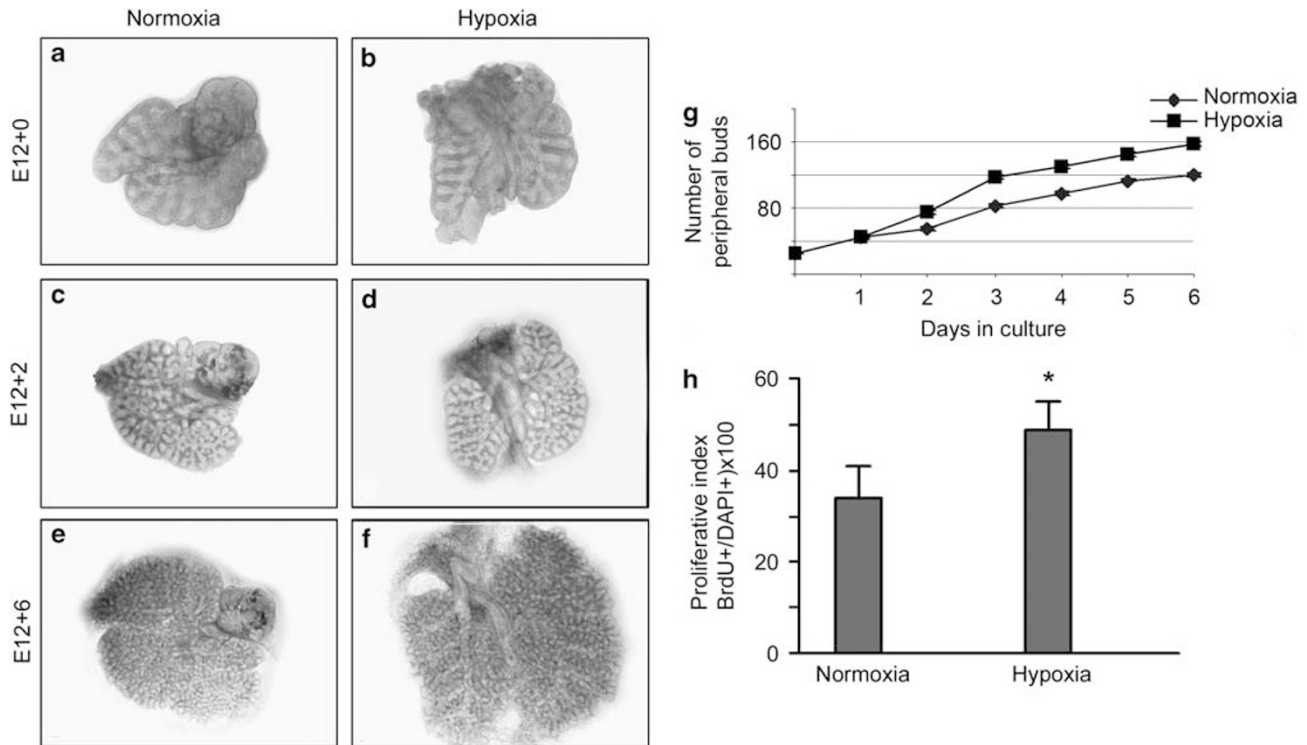 Normoxia
Hypoxia
a
b
E12+0
c
d
E12+2
e
f
E12+6
g
Normoxia
Hypoxia
Number of
peripheral buds
160
80
1 2 3 4 5 6
Days in culture
h
*
Proliferative index
BrdU+/DAPI+)x100
60
40
20
0
Normoxia
Hypoxia